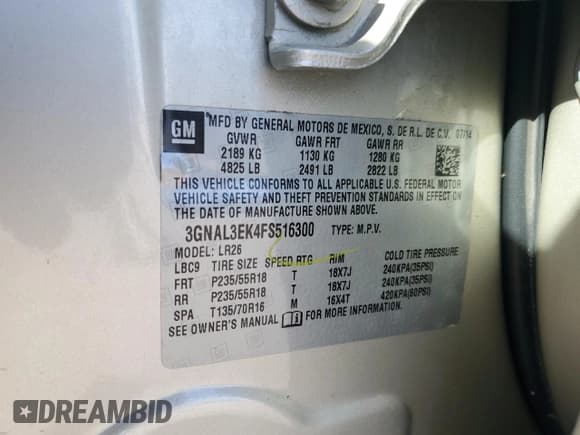 GM
MFD BY GENERAL MOTORS DE MEXICO, S. DE R.L. DE C.V. 07/14
GVWR GAWR FRT GAWR RR
2189 KG 1130 KG 1280 KG
4825 LB 2491 LB 2822 LB
THIS VEHICLE CONFORMS TO ALL APPLICABLE U.S. FEDERAL MOTOR
VEHICLE SAFETY AND THEFT PREVENTION STANDARDS IN EFFECT ON
THE DATE OF MANUFACTURE SHOWN ABOVE.
3GNAL3EK4FS516300 TYPE: M.P.V.
MODEL: LR26
LBC9 TIRE SIZE SPEED RTG RIM COLD TIRE PRESSURE
FRT P235/55R18 T 18X7J 240KPA(35PSI)
RR P235/55R18 T 18X7J 240KPA(35PSI)
SPA T135/70R16 M 16X4T 420KPA(60PSI)
SEE OWNER'S MANUAL FOR MORE INFORMATION.
DREAMBID